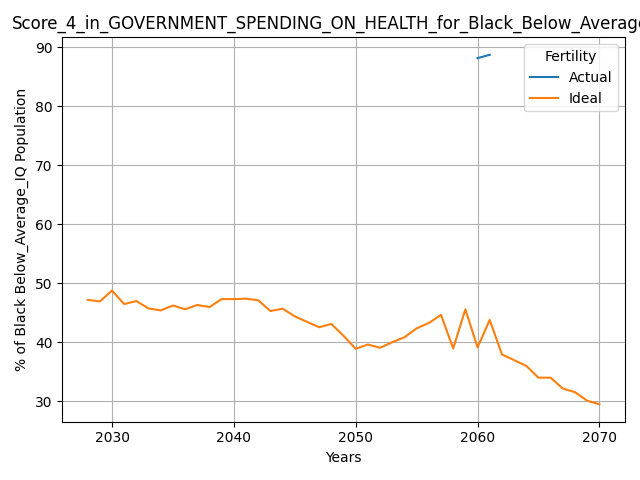 Score_4_in_GOVERNMENT_SPENDING_ON_HEALTH_for_Black_Below_Average
90
80
70
60
50
40
30
% of Black Below_Average_IQ Population
Fertility
Actual
Ideal
2030 2040 2050 2060 2070
Years